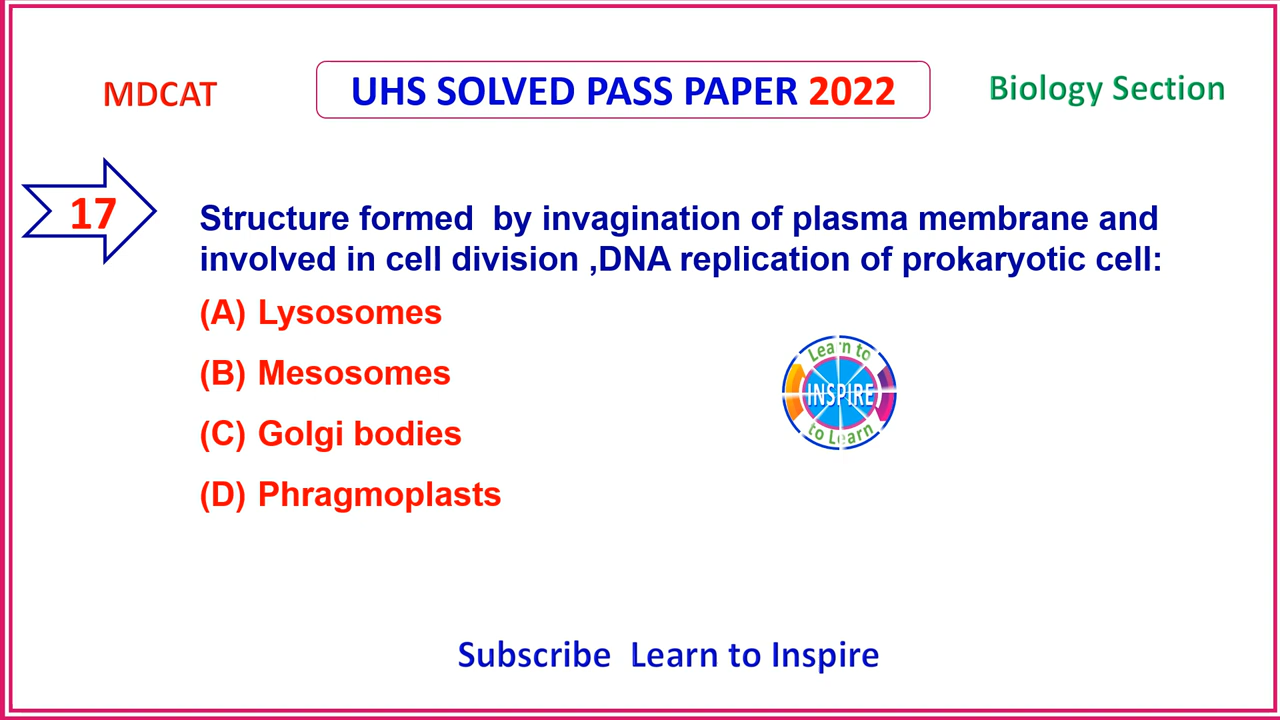 MDCAT
UHS SOLVED PASS PAPER 2022
Biology Section
17
Structure formed by invagination of plasma membrane and
involved in cell division ,DNA replication of prokaryotic cell:
(A) Lysosomes
(B) Mesosomes
(C) Golgi bodies
(D) Phragmoplasts
Learn to
INSPIRE
to Learn
Subscribe Learn to Inspire